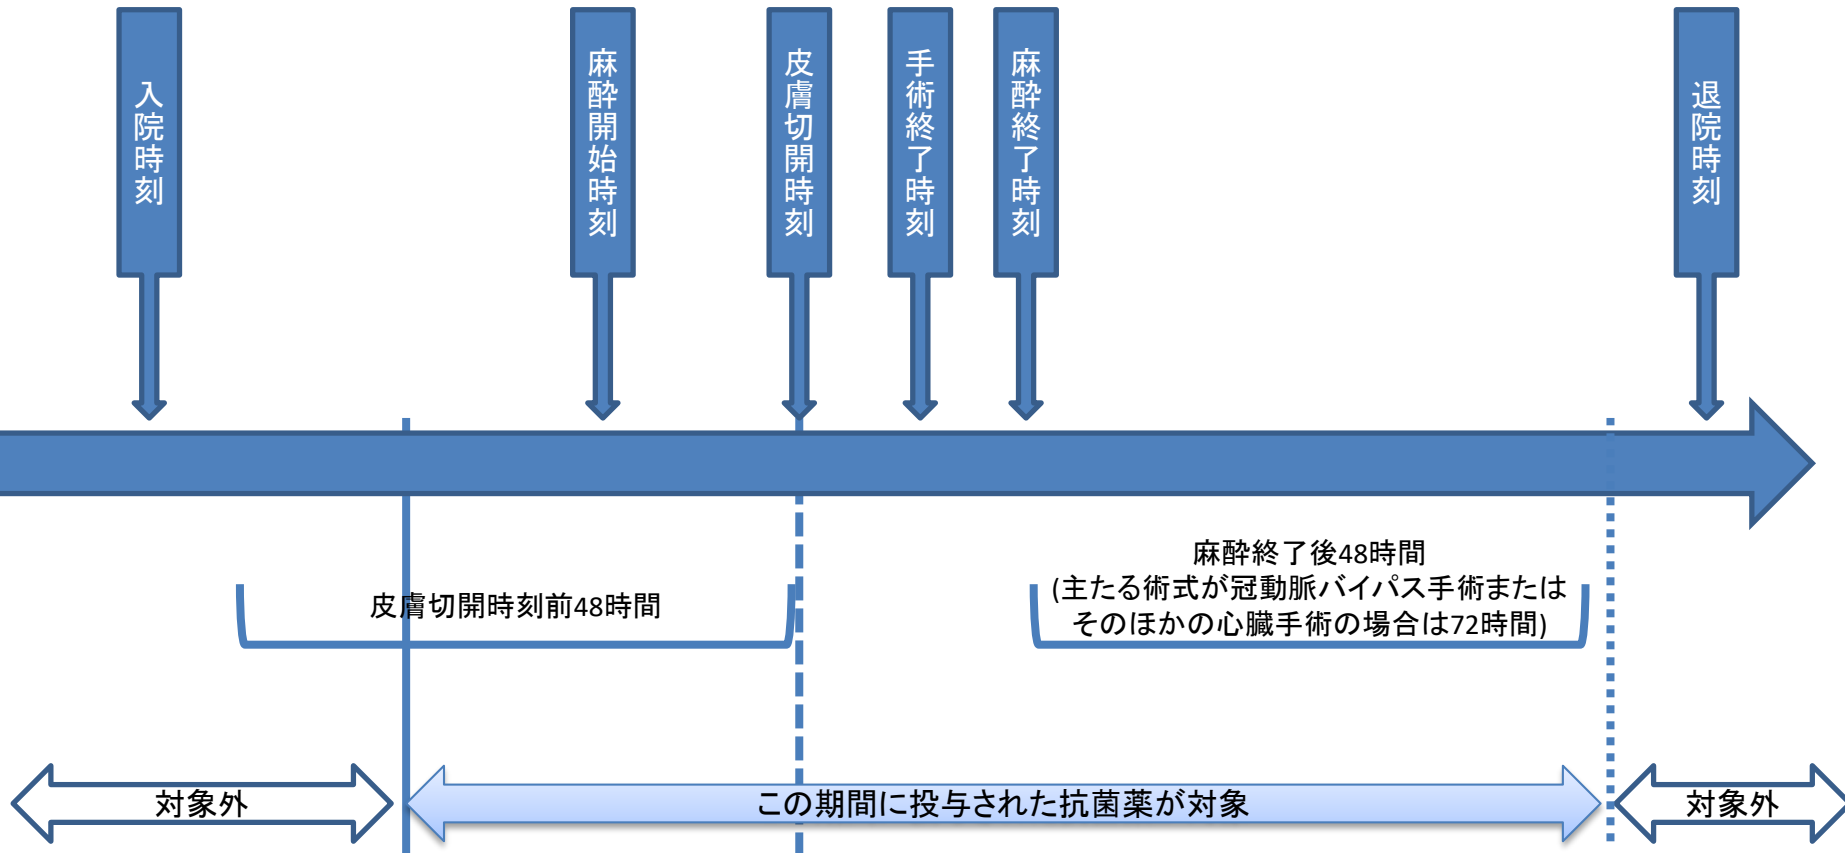 入院時刻
麻酔開始時刻
皮膚切開時刻
手術終了時刻
麻酔終了時刻
退院時刻
皮膚切開時刻前48時間
麻酔終了後48時間
(主たる術式が冠動脈バイパス手術または
そのほかの心臓手術の場合は72時間)
対象外
この期間に投与された抗菌薬が対象
対象外